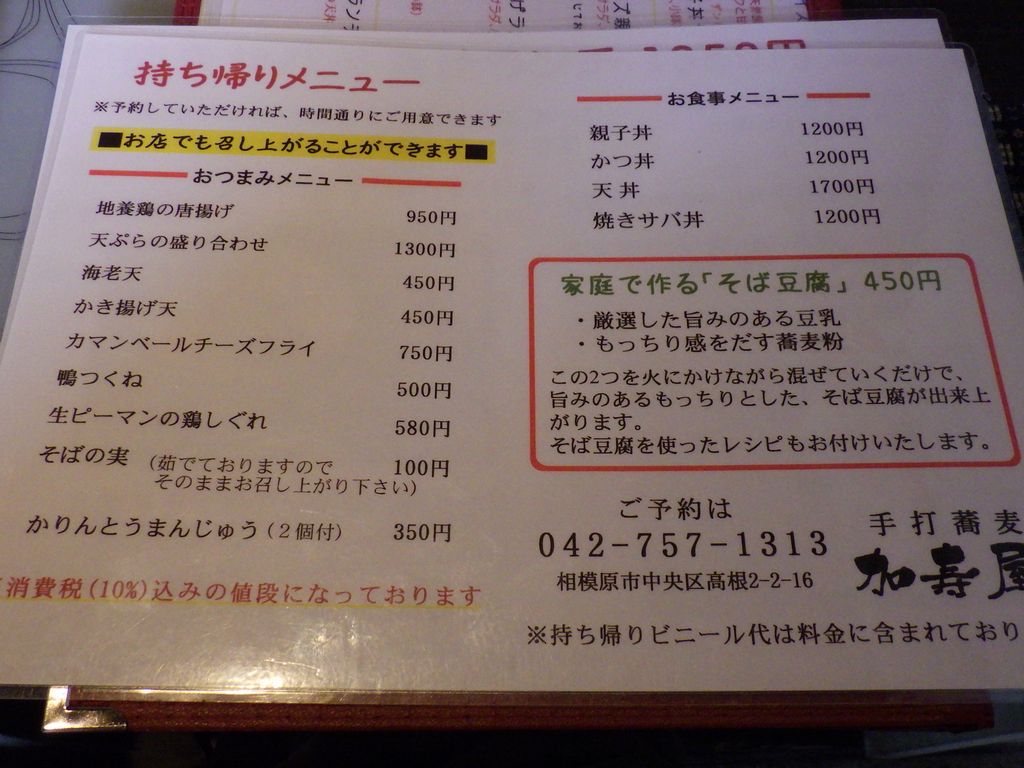 持ち帰りメニュー
※予約していただければ、時間通りにご用意できます
■お店でも召し上がることができます■
おつまみメニュー
地養鶏の唐揚げ 950円
天ぷらの盛り合わせ 1300円
海老天 450円
かき揚げ天 450円
カマンベールチーズフライ 750円
鴨つくね 500円
生ピーマンの鶏しぐれ 580円
そばの実 (茹でておりますので 100円
そのままお召し上がり下さい)
かりんとうまんじゅう(2個付) 350円
消費税(10%)込みの値段になっております
お食事メニュー
親子丼 1200円
かつ丼 1200円
天丼 1700円
焼きサバ丼 1200円
家庭で作る「そば豆腐」 450円
・厳選した旨みのある豆乳
・もっちり感をだす蕎麦粉
この2つを火にかけながら混ぜていくだけで、
旨みのあるもっちりとした、そば豆腐が出来上
がります。
そば豆腐を使ったレシピもお付けいたします。
ご予約は
042-757-1313
相模原市中央区高根2-2-16
手打蕎麦
加寿屋
※持ち帰りビニール代は料金に含まれており